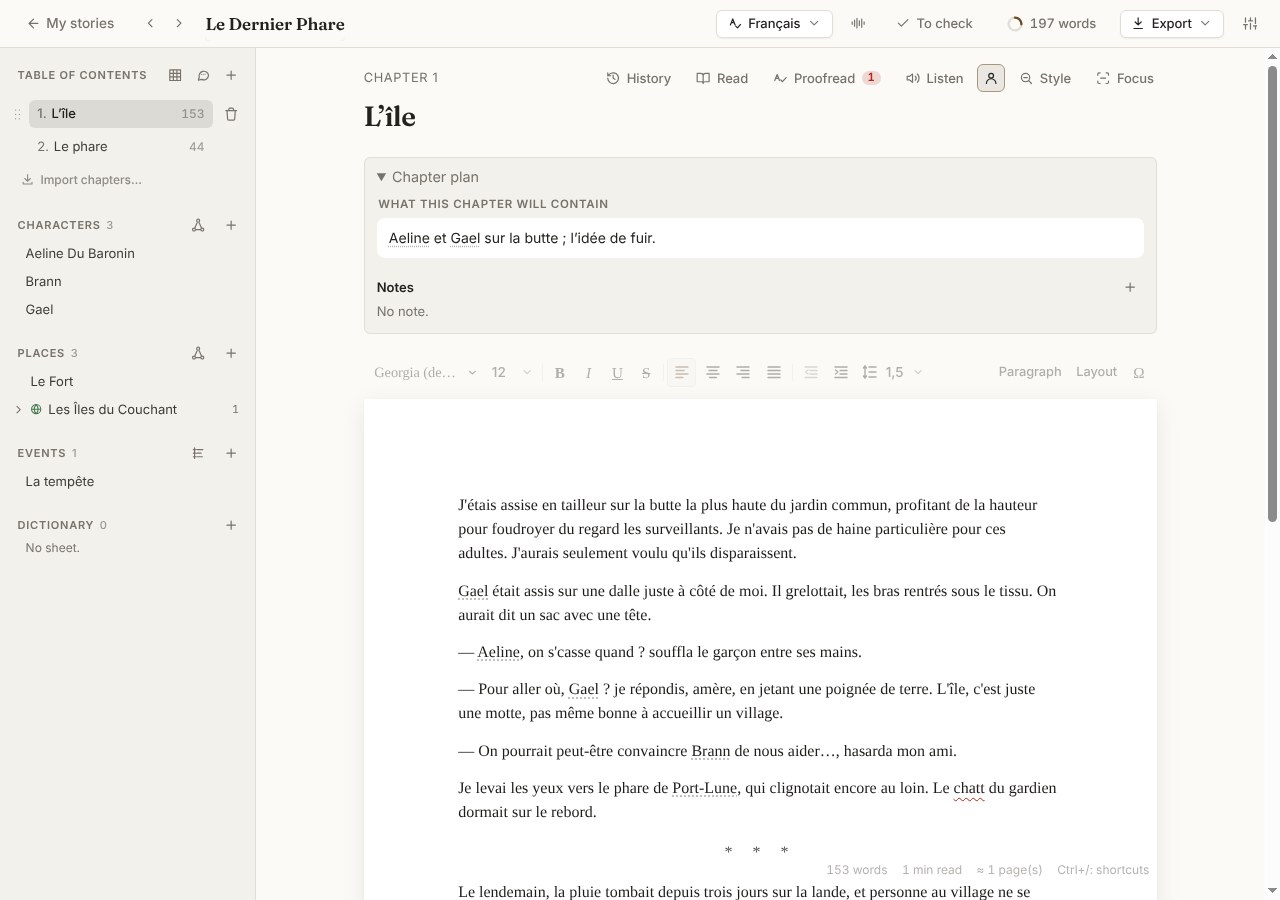 My stories
Le Dernier Phare
Français
To check
197 words
Export
TABLE OF CONTENTS
1. L’île 153
2. Le phare 44
Import chapters...
CHARACTERS 3
Aeline Du Baronin
Brann
Gael
PLACES 3
Le Fort
Les Îles du Couchant 1
EVENTS 1
La tempête
DICTIONARY 0
No sheet.
CHAPTER 1
History
Read
Proofread 1
Listen
Style
Focus
L’île
Chapter plan
WHAT THIS CHAPTER WILL CONTAIN
Aeline et Gael sur la butte ; l’idée de fuir.
Notes
No note.
Georgia (de… 12 B I U S 1,5 Paragraph Layout Ω
J'étais assise en tailleur sur la butte la plus haute du jardin commun, profitant de la hauteur
pour foudroyer du regard les surveillants. Je n'avais pas de haine particulière pour ces
adultes. J'aurais seulement voulu qu'ils disparaissent.
Gael était assis sur une dalle juste à côté de moi. Il grelottait, les bras rentrés sous le tissu. On
aurait dit un sac avec une tête.
— Aeline, on s'casse quand ? souffla le garçon entre ses mains.
— Pour aller où, Gael ? je répondis, amère, en jetant une poignée de terre. L'île, c'est juste
une motte, pas même bonne à accueillir un village.
— On pourrait peut-être convaincre Brann de nous aider…, hasarda mon ami.
Je levai les yeux vers le phare de Port-Lune, qui clignotait encore au loin. Le chatt du gardien
dormait sur le rebord.
* * *
153 words 1 min read ≈ 1 page(s) Ctrl+/: shortcuts
Le lendemain, la pluie tombait depuis trois jours sur la lande, et personne au village ne se